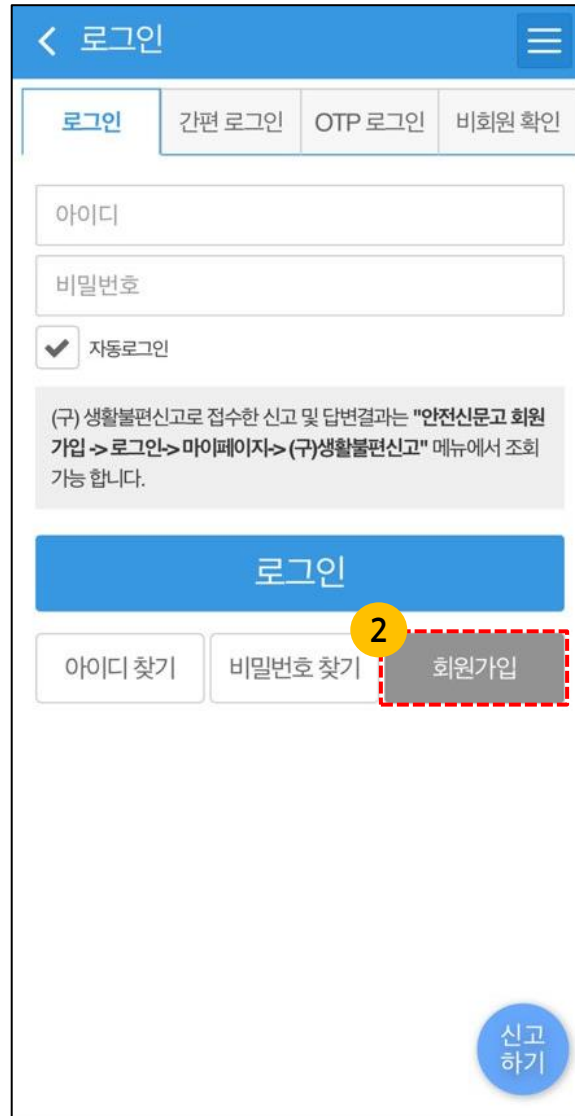 로그인
로그인 간편 로그인 OTP 로그인 비회원 확인
아이디
비밀번호
자동로그인
(구) 생활불편신고로 접수한 신고 및 답변결과는 "안전신문고 회원
가입 -> 로그인-> 마이페이지-> (구)생활불편신고" 메뉴에서 조회
가능 합니다.
로그인
2
아이디 찾기 비밀번호 찾기 회원가입
신고
하기